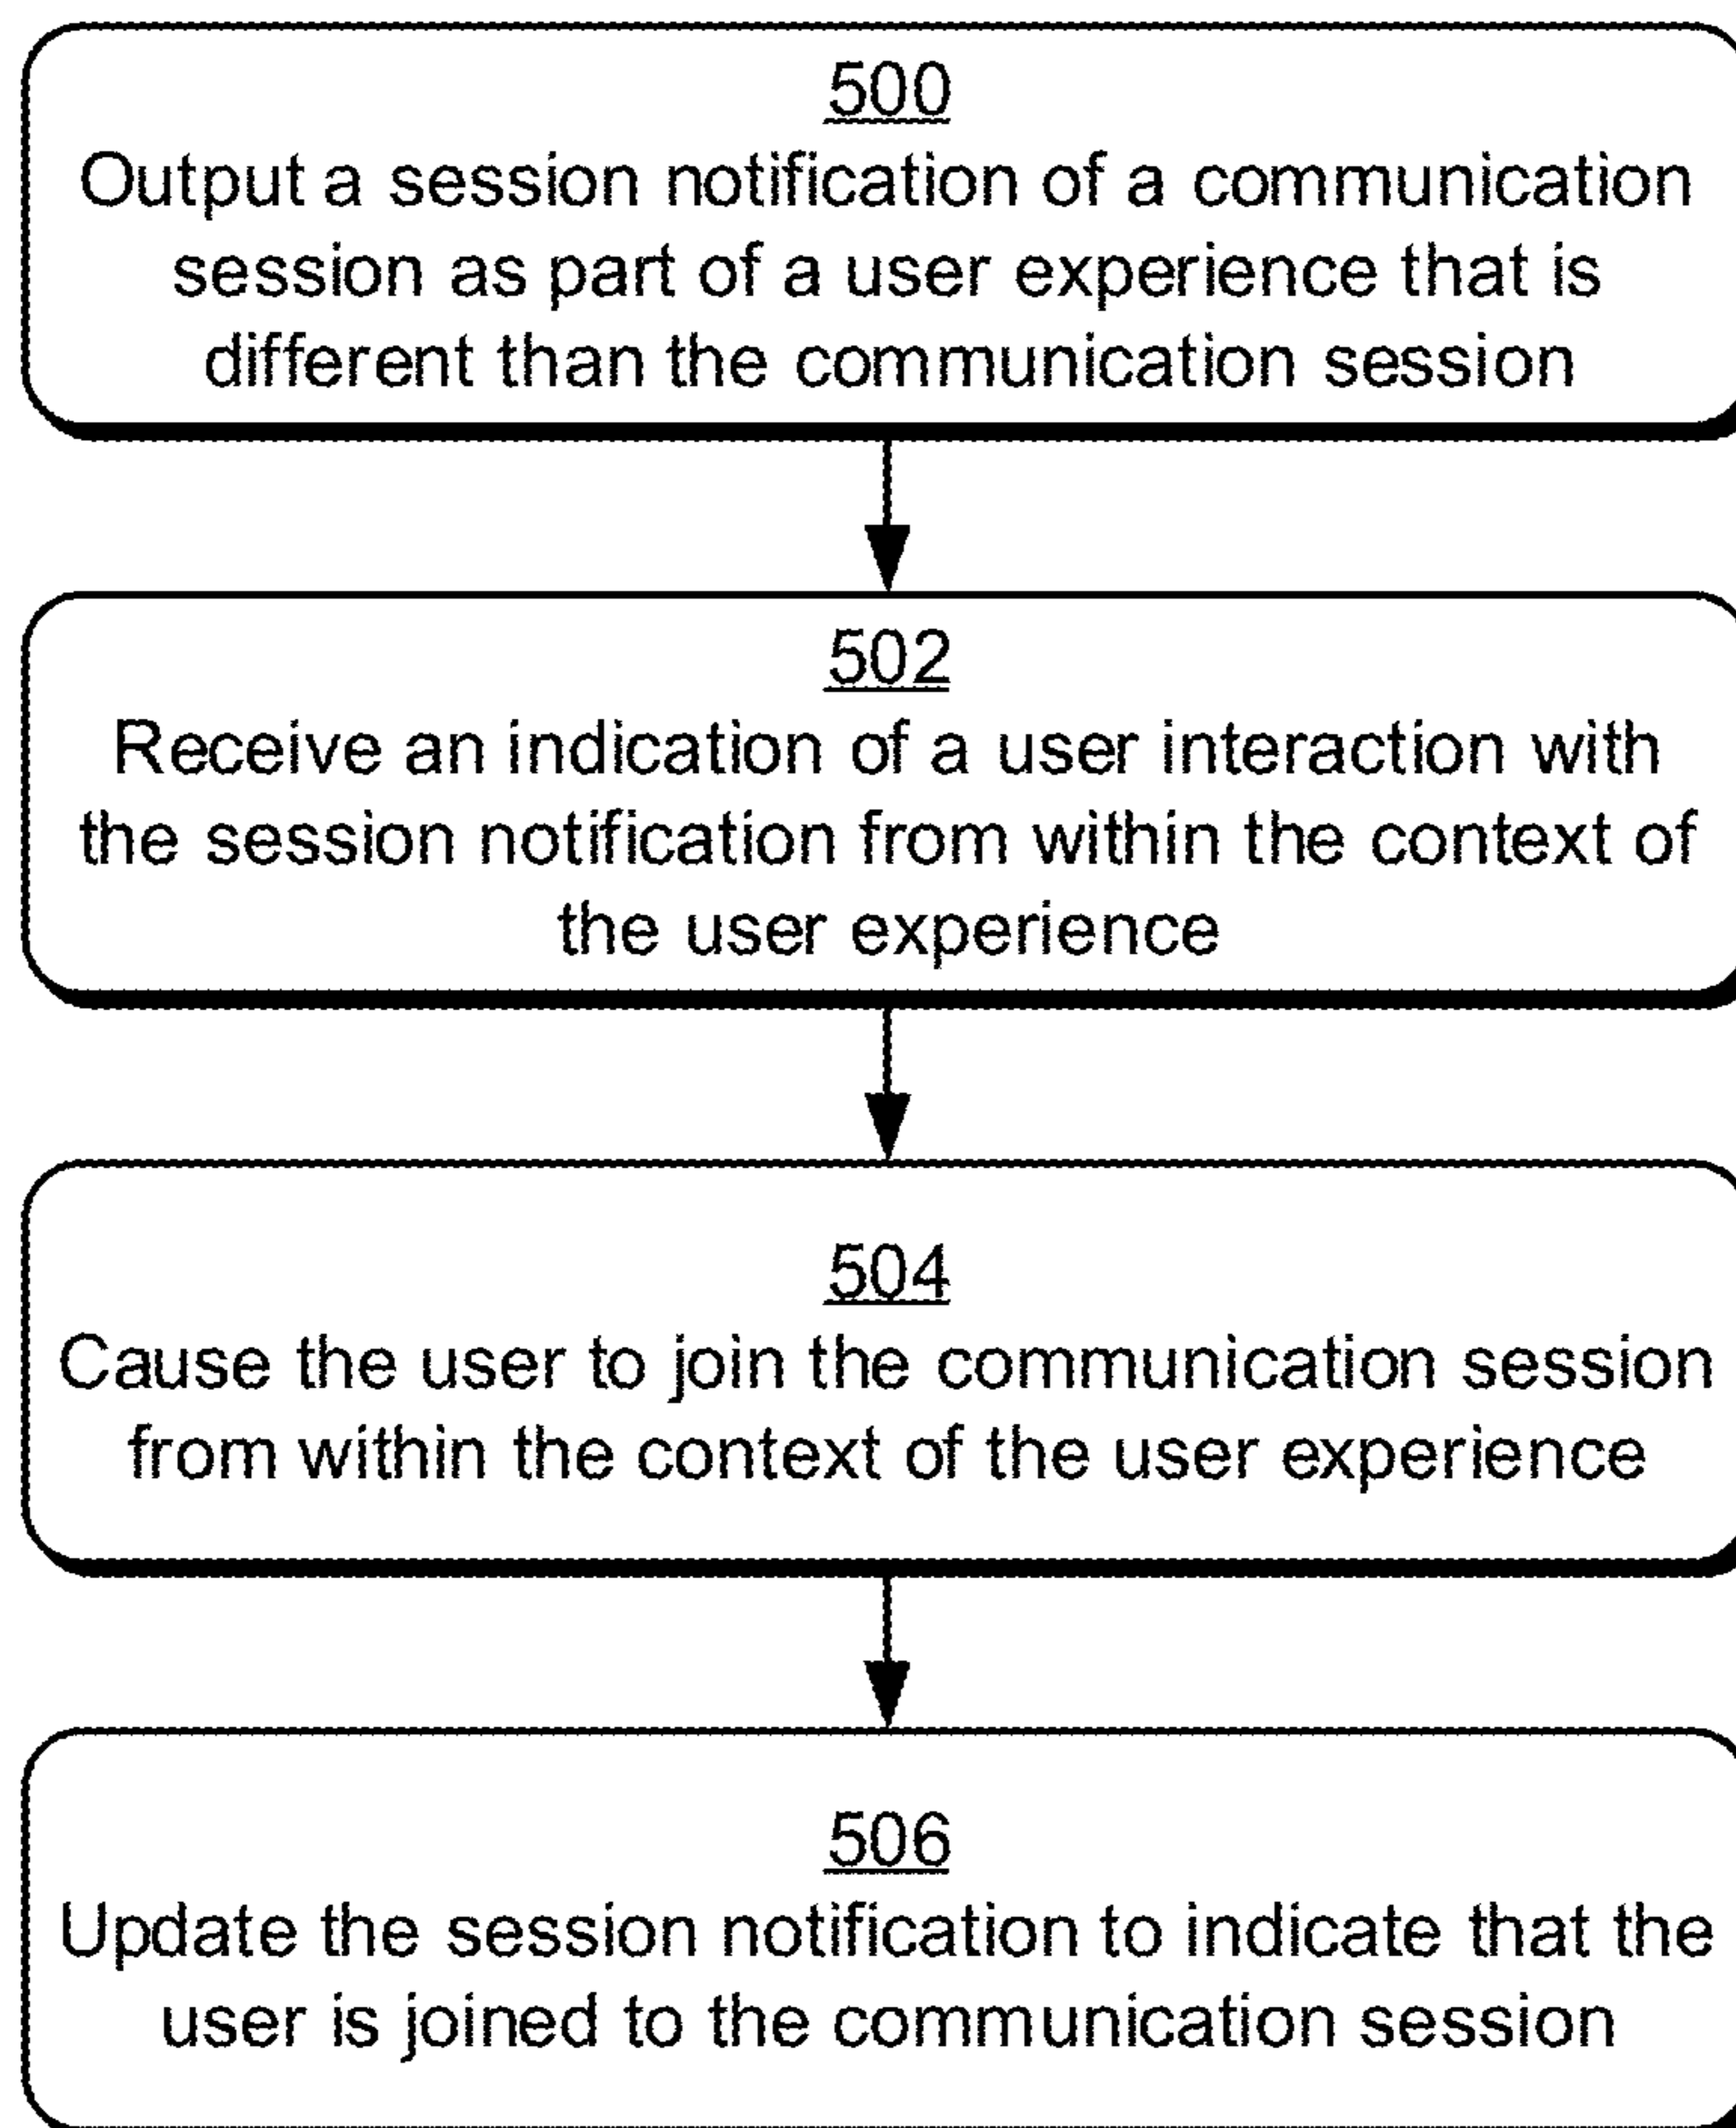 500
Output a session notification of a communication
session as part of a user experience that is
different than the communication session
502
Receive an indication of a user interaction with
the session notification from within the context of
the user experience
504
Cause the user to join the communication session
from within the context of the user experience
506
Update the session notification to indicate that the
user is joined to the communication session